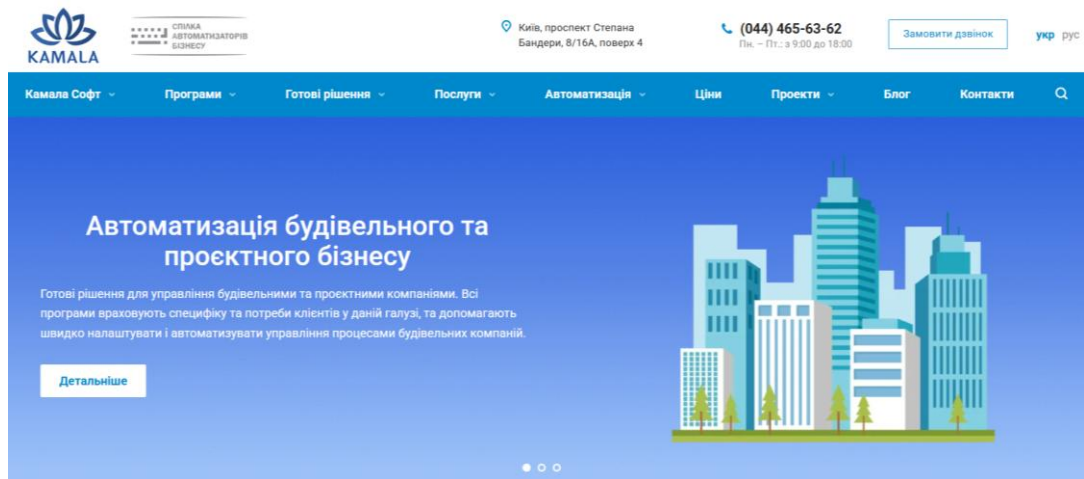 KAMALA
СПІЛКА
АВТОМАТИЗАТОРІВ
БІЗНЕСУ
Київ, проспект Степана
Бандери, 8/16А, поверх 4
(044) 465-63-62
Пн. – Пт.: з 9:00 до 18:00
Замовити дзвінок
укр рус
Камала Софт Програми Готові рішення Послуги Автоматизація Ціни Проекти Блог Контакти
Автоматизація будівельного та
проєктного бізнесу
Готові рішення для управління будівельними та проєктними компаніями. Всі
програми враховують специфіку та потреби клієнтів у даній галузі, та допомагають
швидко налаштувати і автоматизувати управління процесами будівельних компаній.
Детальніше